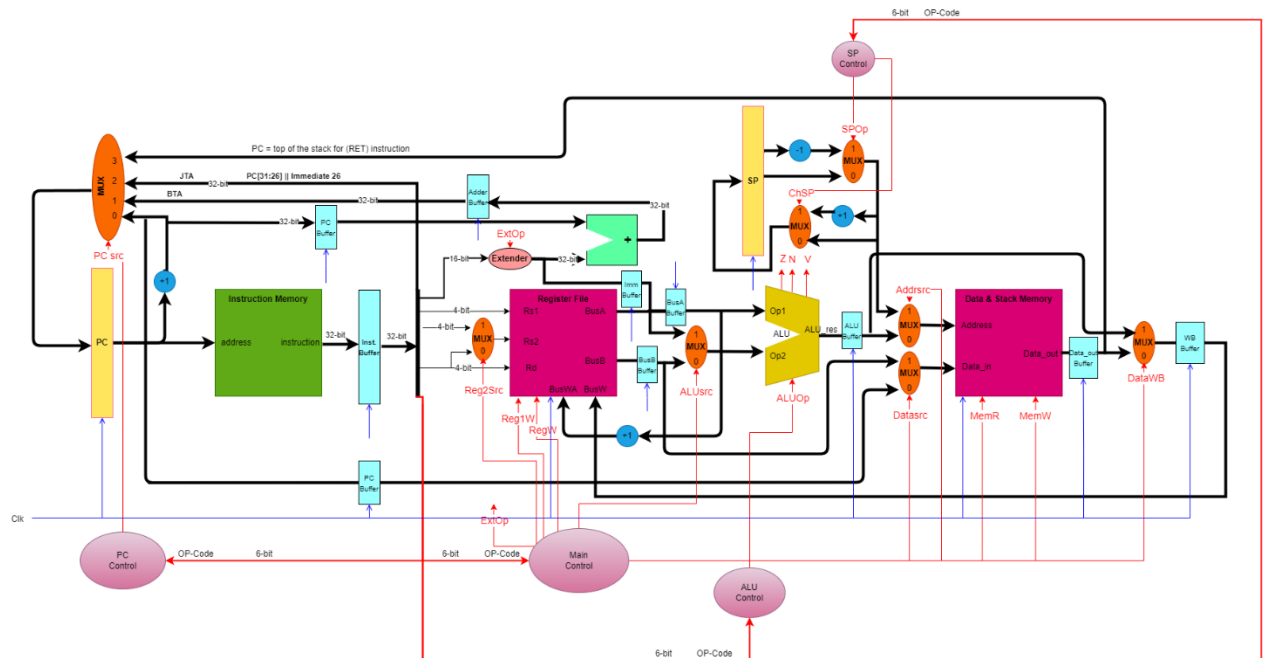 6-bit OP-Code
SP
Control
SPOp
PC = top of the stack for (RET) instruction
3
JTA
PC[31:26] || Immediate 26
2
32-bit
MUX
BTA
32-bit
1
0
Adder
Buffer
32-bit
-1
1
MUX
0
SP
ChSP
1
MUX
0
+1
32-bit
PC
Buffer
+
ExtOp
16-bit
Extender
32-bit
Z N V
PC src
+1
Imm
Buffer
BusA
Buffer
Addrsrc
Instruction Memory
Register File
Data & Stack Memory
4-bit
Rs1
BusA
Op1
ALU_res
ALU
Buffer
1
MUX
0
Address
PC
address
instruction
32-bit
Inst.
Buffer
32-bit
4-bit
1
MUX
0
Rs2
1
MUX
0
ALU
Op2
Data_out
Data_out
Buffer
1
MUX
0
WB
Buffer
4-bit
Rd
BusB
BusB
Buffer
1
MUX
0
Data_in
DataWB
BusWA BusW
Reg2Src
ALUsrc
ALUOp
Datasrc
MemR
MemW
Reg1W
RegW
+1
PC
Buffer
Clk
ExtOp
PC
Control
OP-Code 6-bit
6-bit OP-Code
Main
Control
ALU
Control
6-bit OP-Code